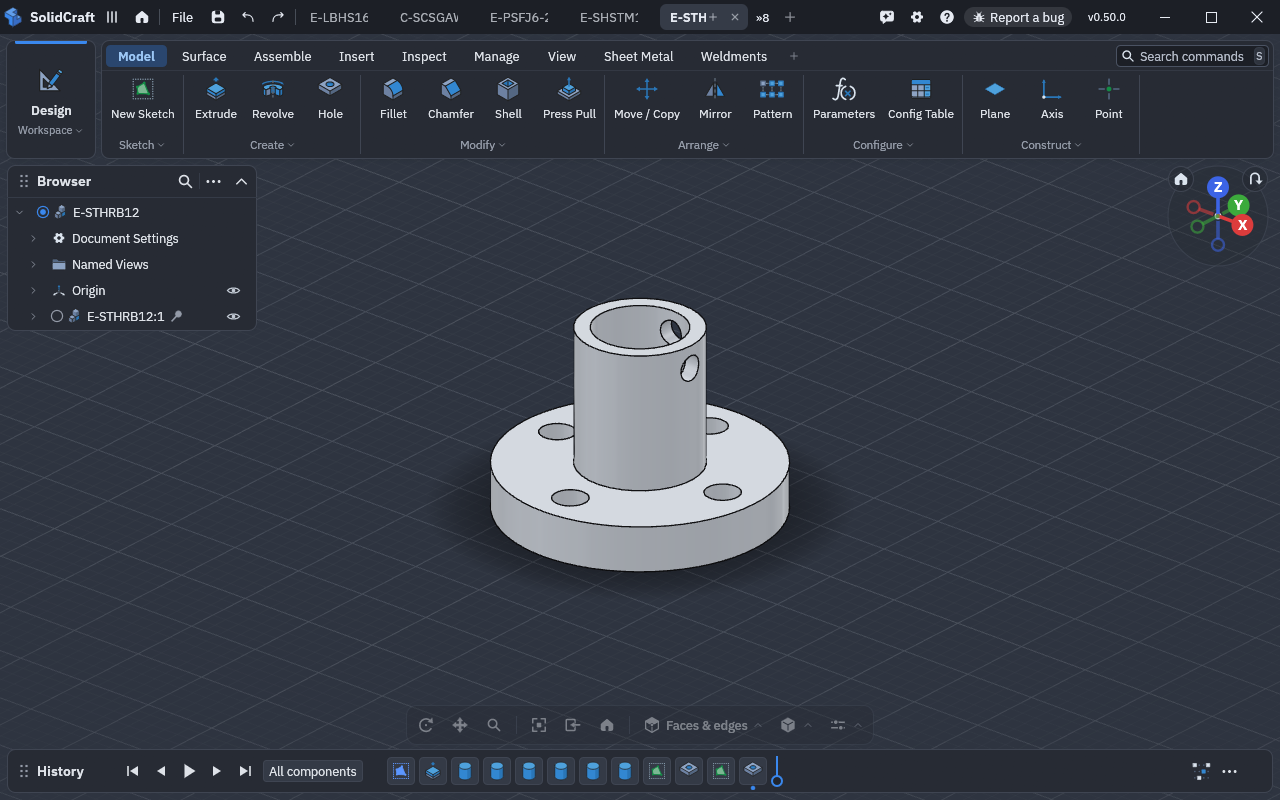 SolidCraft
File
E-LBHS16
C-SCSGAW
E-PSFJ6-2
E-SHSTM1
E-STH
»8
Report a bug
v0.50.0
Design
Workspace
Model
Surface
Assemble
Insert
Inspect
Manage
View
Sheet Metal
Weldments
Search commands
S
New Sketch
Extrude
Revolve
Hole
Fillet
Chamfer
Shell
Press Pull
Move / Copy
Mirror
Pattern
Parameters
Config Table
Plane
Axis
Point
Sketch
Create
Modify
Arrange
Configure
Construct
Browser
E-STHRB12
Document Settings
Named Views
Origin
E-STHRB12:1
Z
Y
X
Faces & edges
History
All components